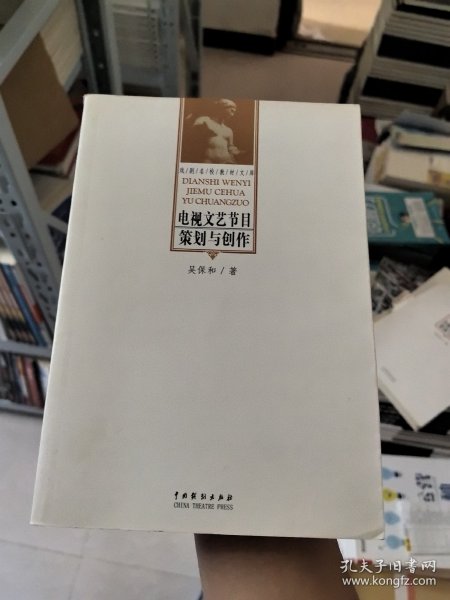 戏/剧/名/校/教/材/文/库
DIANSHI WENYI
JIEMU CEHUA
YU CHUANGZUO
电视文艺节目
策划与创作
吴保和/著
中国戏剧出版社
CHINA THEATRE PRESS
孔夫子旧书网
www.kongfz.com